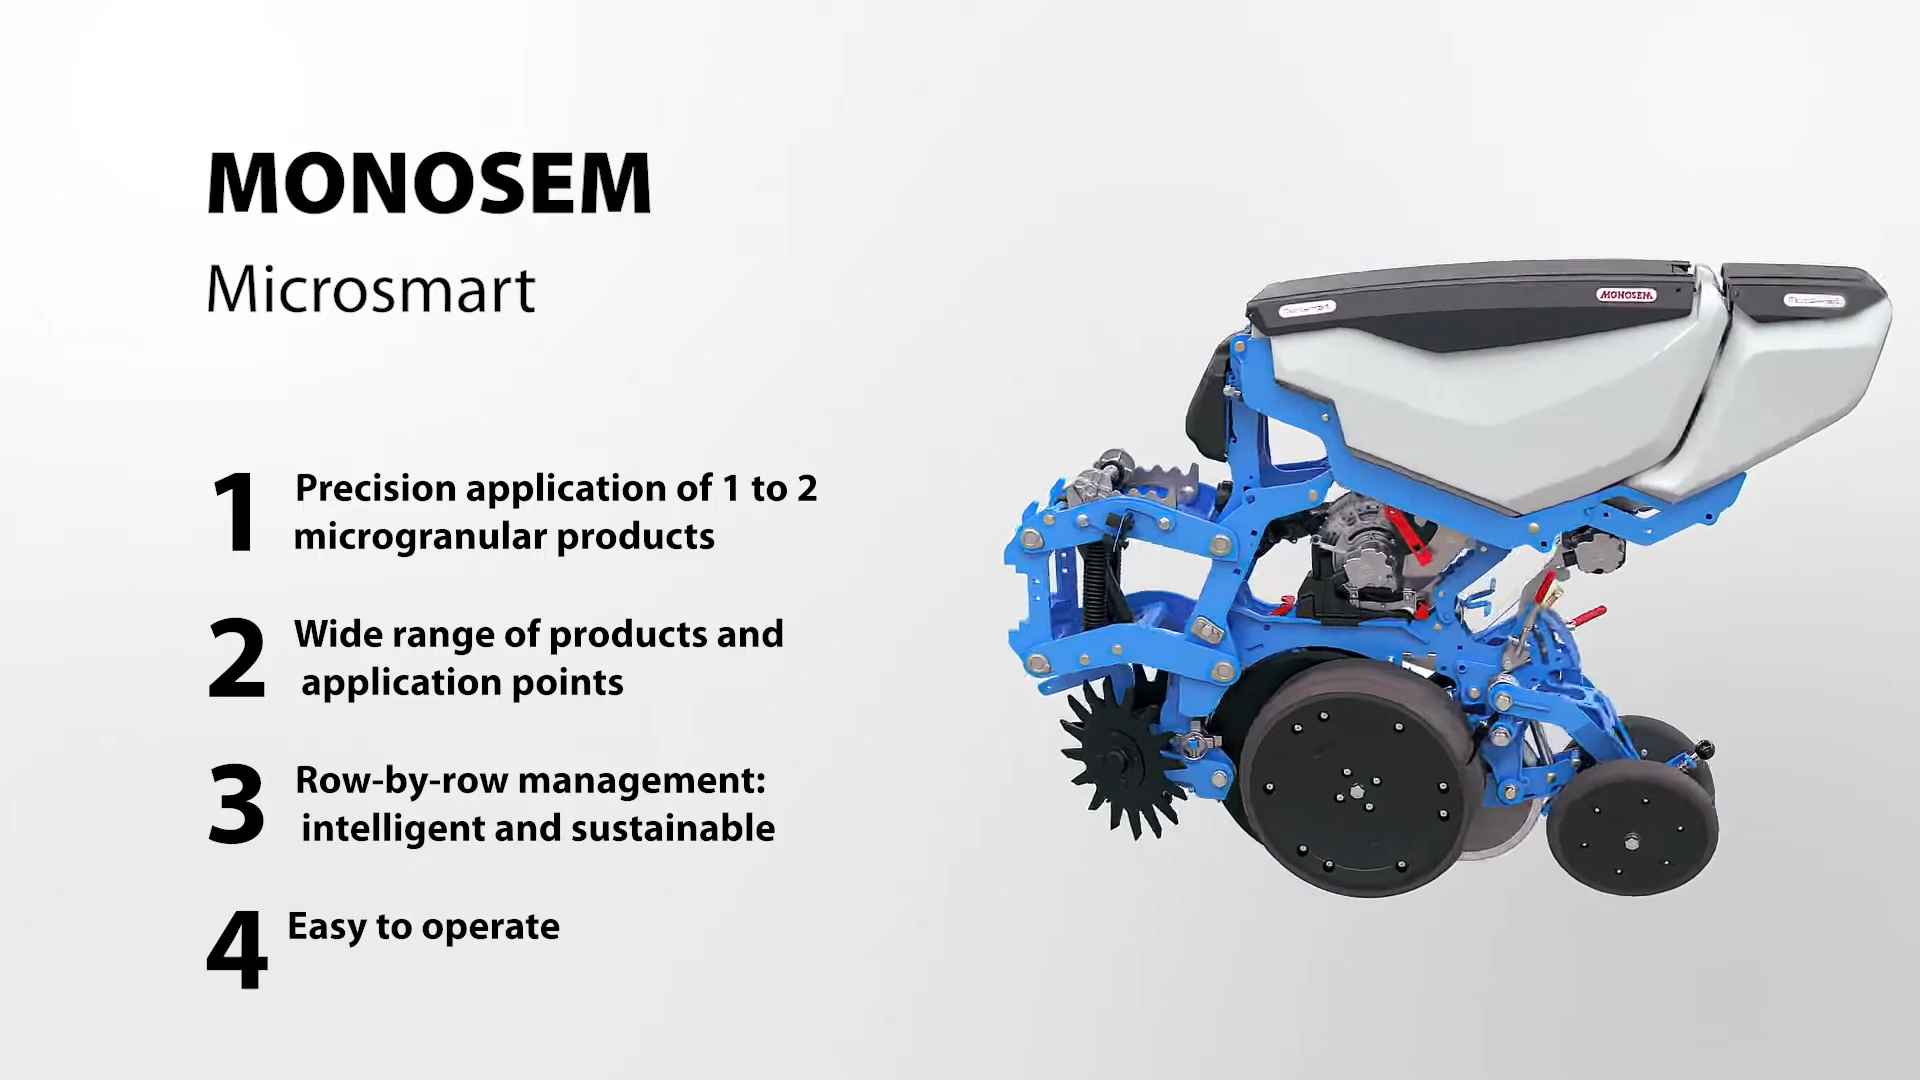 MONOSEM
Microsmart
1 Precision application of 1 to 2
microgranular products
2 Wide range of products and
application points
3 Row-by-row management:
intelligent and sustainable
4 Easy to operate
MONOSEM